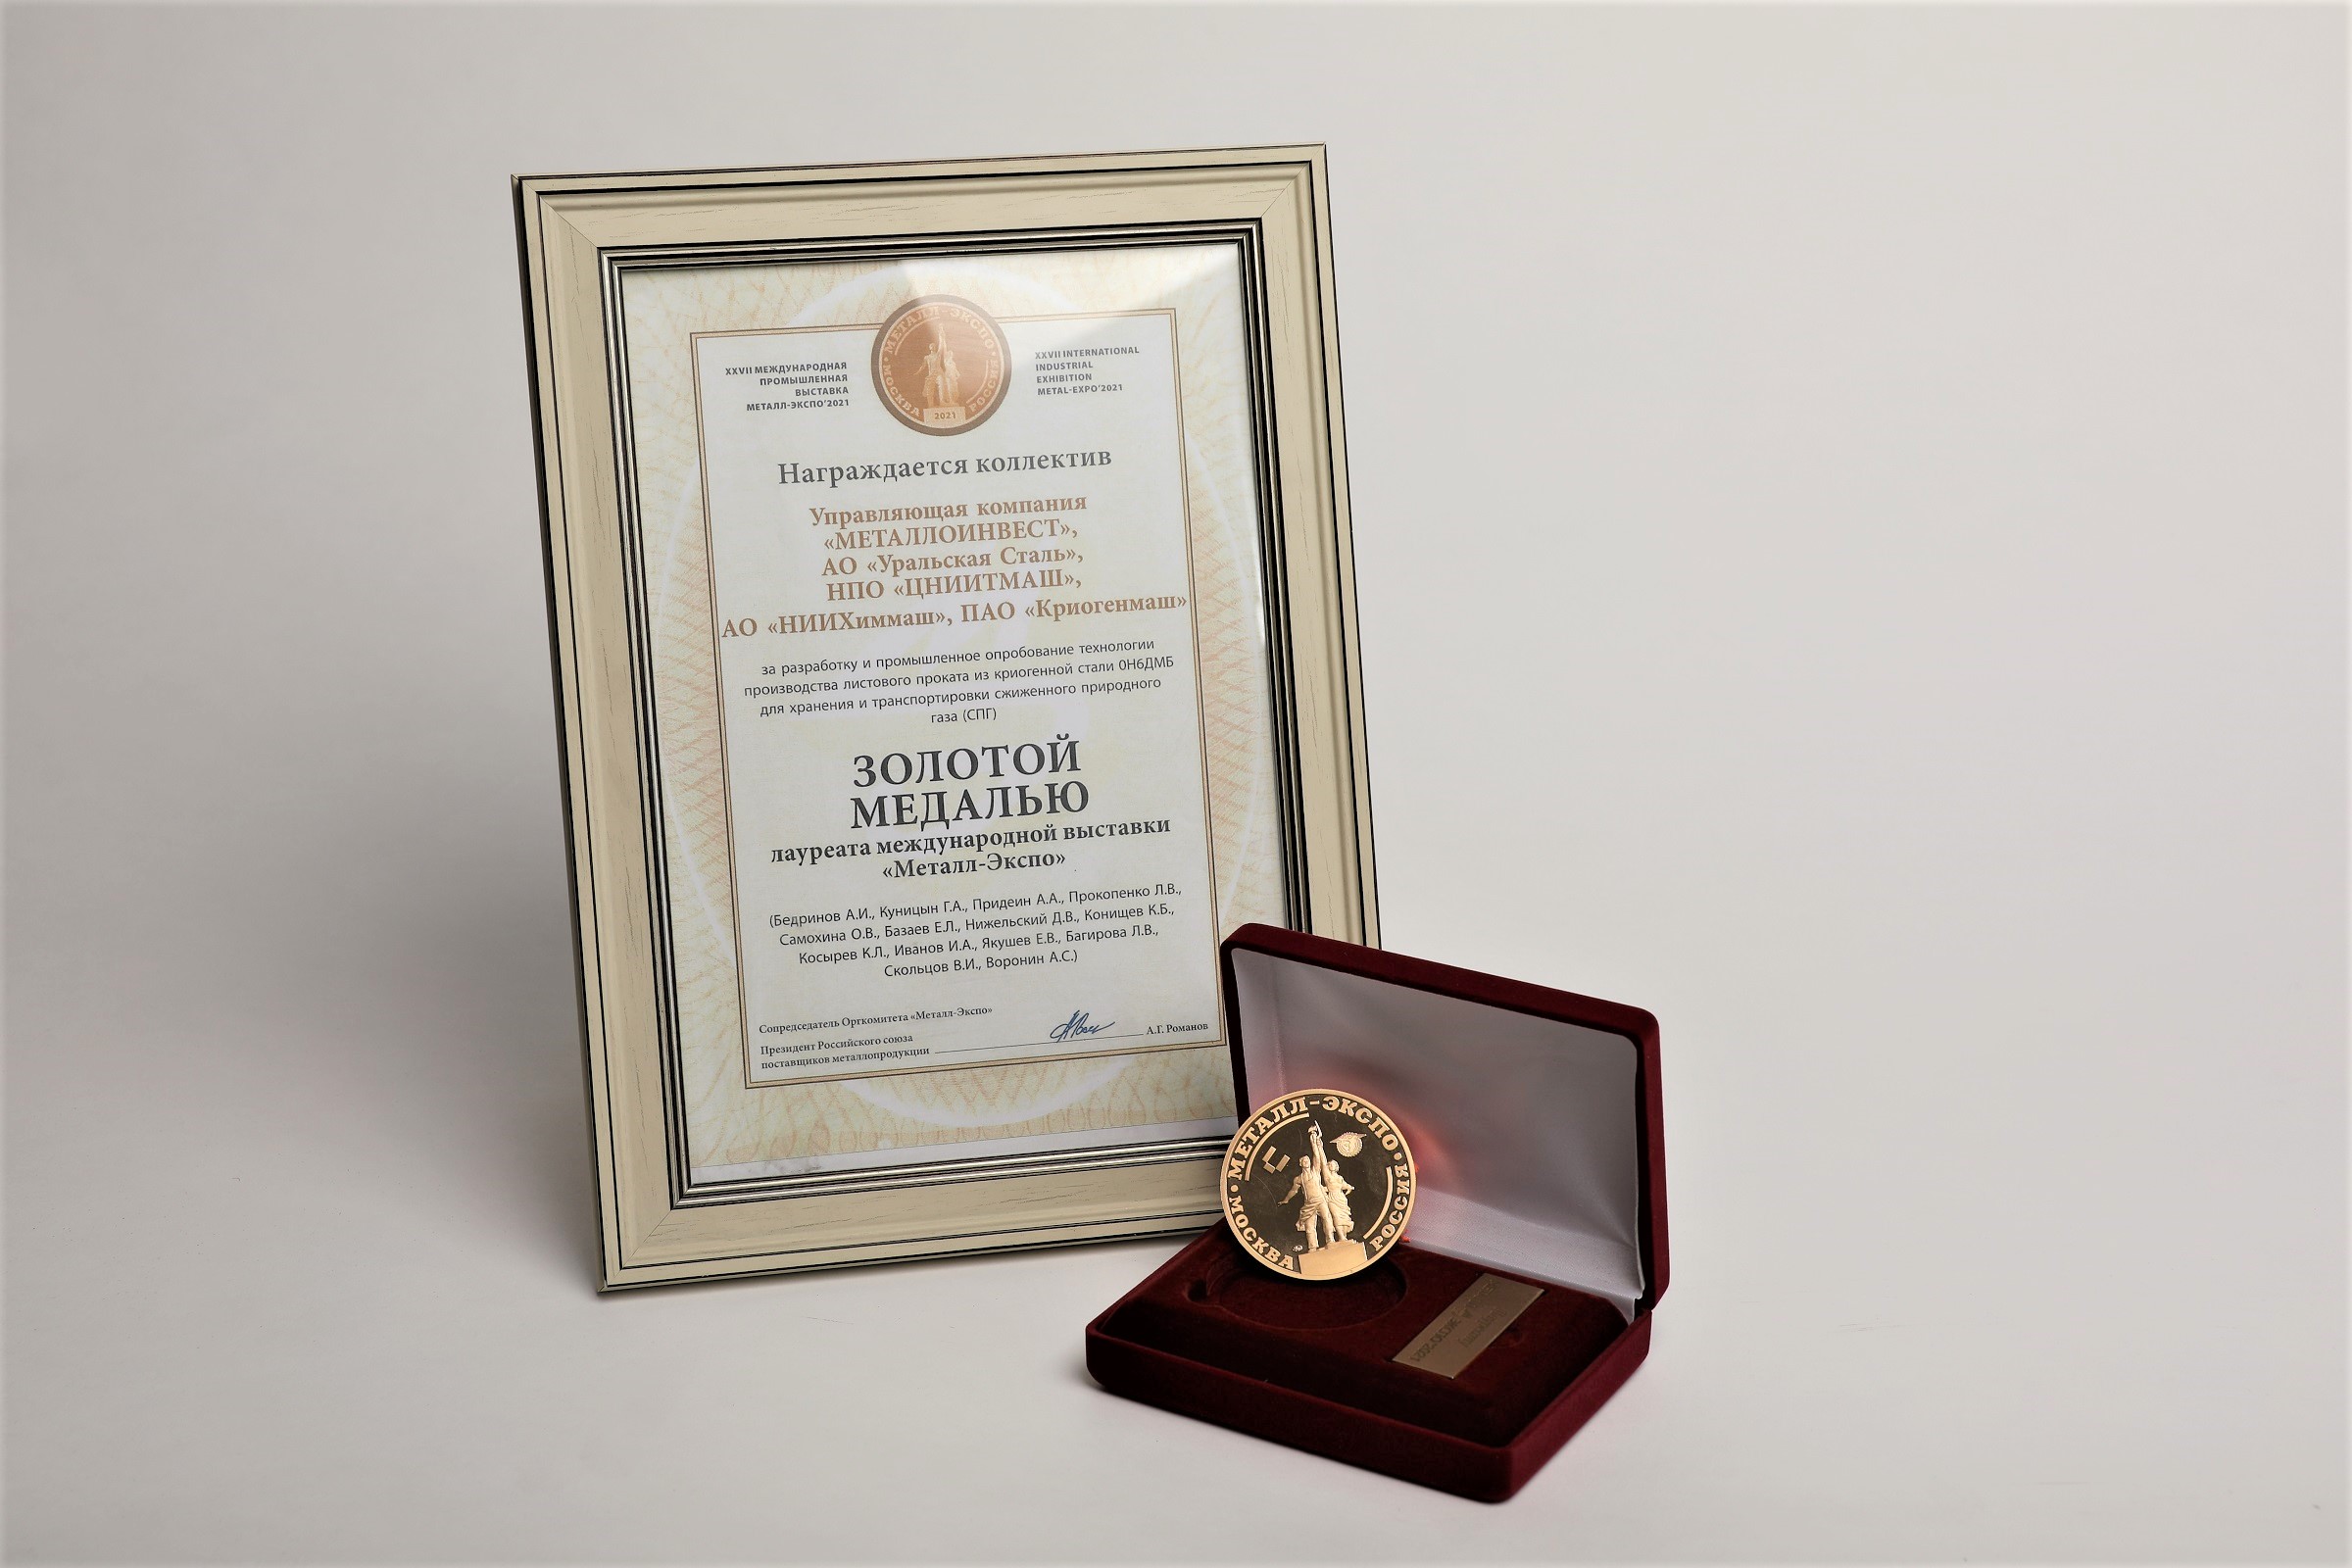 МЕТАЛЛ-ЭКСПО
МОСКВА
РОССИЯ
2021
XXVII МЕЖДУНАРОДНАЯ
ПРОМЫШЛЕННАЯ
ВЫСТАВКА
МЕТАЛЛ-ЭКСПО'2021
XXVII INTERNATIONAL
INDUSTRIAL
EXHIBITION
METAL-EXPO'2021
Награждается коллектив
Управляющая компания
«МЕТАЛЛОИНВЕСТ»,
АО «Уральская Сталь»,
НПО «ЦНИИТМАШ»,
АО «НИИХиммаш», ПАО «Криогенмаш»
за разработку и промышленное опробование технологии
производства листового проката из криогенной стали 0Н6ДМБ
для хранения и транспортировки сжиженного природного
газа (СПГ)
ЗОЛОТОЙ
МЕДАЛЬЮ
лауреата международной выставки
«Металл-Экспо»
(Бедринов А.И., Куницын Г.А., Придеин А.А., Прокопенко Л.В.,
Самохина О.В., Базаев Е.Л., Нижельский Д.В., Конищев К.Б.,
Косырев К.Л., Иванов И.А., Якушев Е.В., Багирова Л.В.,
Скольцов В.И., Воронин А.С.)
Сопредседатель Оргкомитета «Металл-Экспо»
Президент Российского союза
поставщиков металлопродукции
А.Г. Романов
МЕТАЛЛ-ЭКСПО
МОСКВА
РОССИЯ